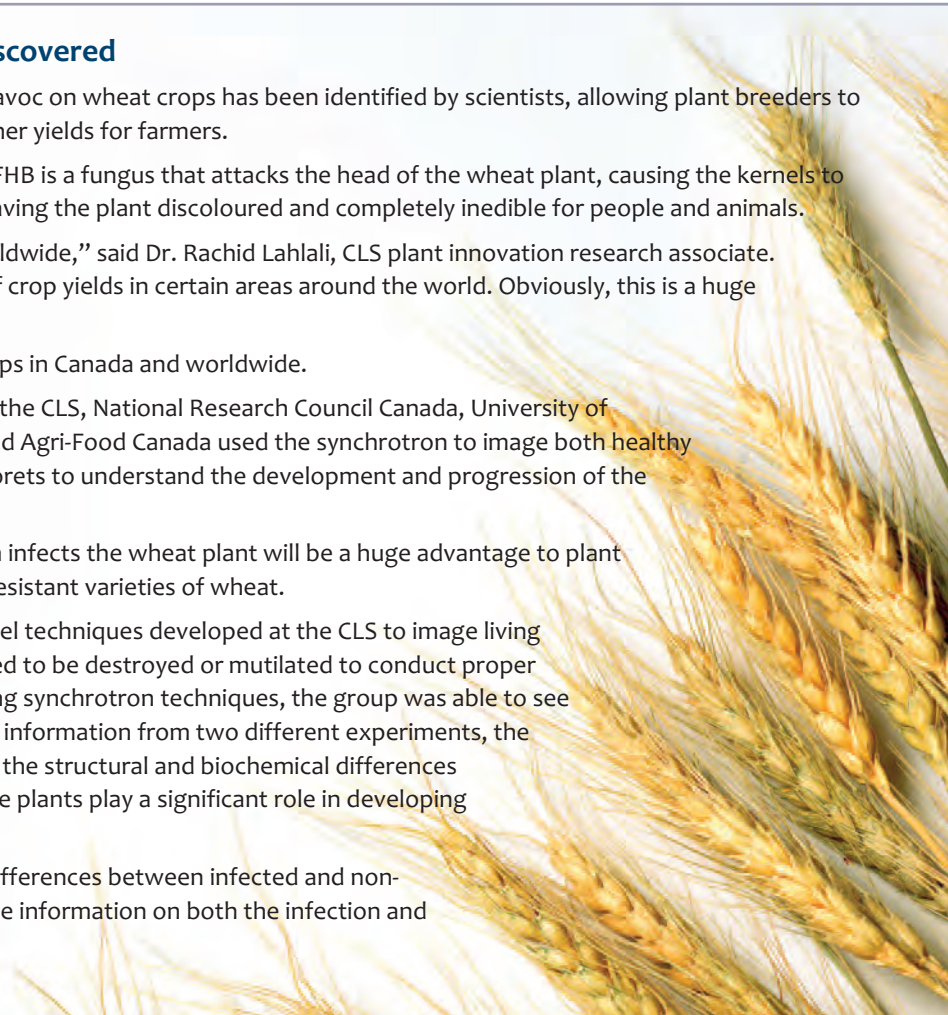 scovered
avoc on wheat crops has been identified by scientists, allowing plant breeders to
her yields for farmers.
FHB is a fungus that attacks the head of the wheat plant, causing the kernels to
aving the plant discoloured and completely inedible for people and animals.
ldwide,” said Dr. Rachid Lahlali, CLS plant innovation research associate.
f crop yields in certain areas around the world. Obviously, this is a huge
ps in Canada and worldwide.
the CLS, National Research Council Canada, University of
d Agri-Food Canada used the synchrotron to image both healthy
orets to understand the development and progression of the
infects the wheat plant will be a huge advantage to plant
esistant varieties of wheat.
el techniques developed at the CLS to image living
ed to be destroyed or mutilated to conduct proper
ng synchrotron techniques, the group was able to see
information from two different experiments, the
the structural and biochemical differences
e plants play a significant role in developing
fferences between infected and non-
e information on both the infection and